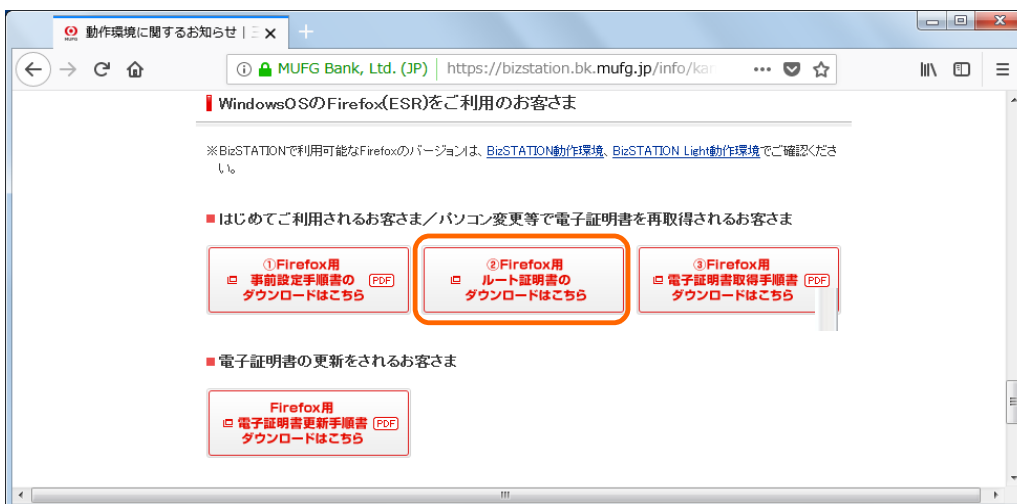 動作環境に関するお知らせ | 三
MUFG
MUFG Bank, Ltd. (JP) https://bizstation.bk.mufg.jp/info/kan
WindowsOSのFirefox(ESR)をご利用のお客さま
※BizSTATIONで利用可能なFirefoxのバージョンは、BizSTATION動作環境、BizSTATION Light動作環境でご確認くださ
い。
■はじめてご利用されるお客さま／パソコン変更等で電子証明書を再取得されるお客さま
①Firefox用
事前設定手順書の PDF
ダウンロードはこちら
②Firefox用
ルート証明書の
ダウンロードはこちら
③Firefox用
電子証明書取得手順書 PDF
ダウンロードはこちら
■電子証明書の更新をされるお客さま
Firefox用
電子証明書更新手順書 PDF
ダウンロードはこちら